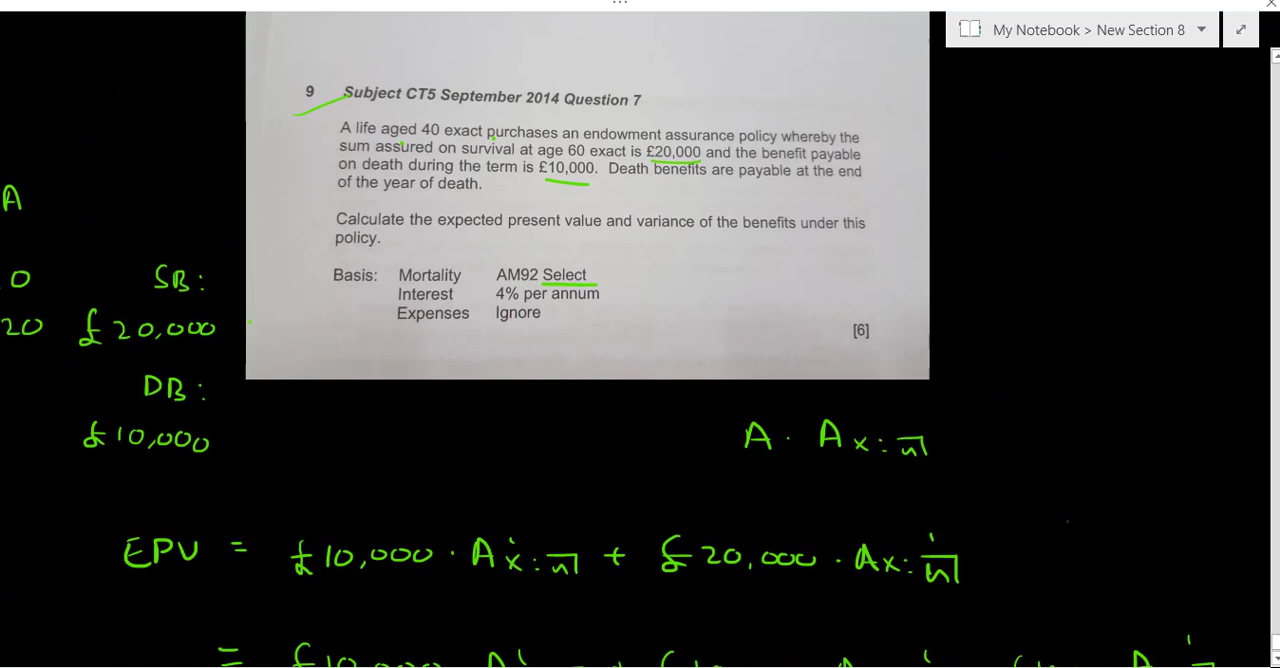 My Notebook > New Section 8
9 Subject CT5 September 2014 Question 7
A life aged 40 exact purchases an endowment assurance policy whereby the
sum assured on survival at age 60 exact is £20,000 and the benefit payable
on death during the term is £10,000. Death benefits are payable at the end
of the year of death.
Calculate the expected present value and variance of the benefits under this
policy.
Basis: Mortality AM92 Select
Interest 4% per annum
Expenses Ignore
[6]
A
0 SB:
20 £20,000
DB:
£10,000
A · Ax:n̅|
EPV = £10,000 · A¹x:n̅| + £20,000 · Ax:¹n̅|